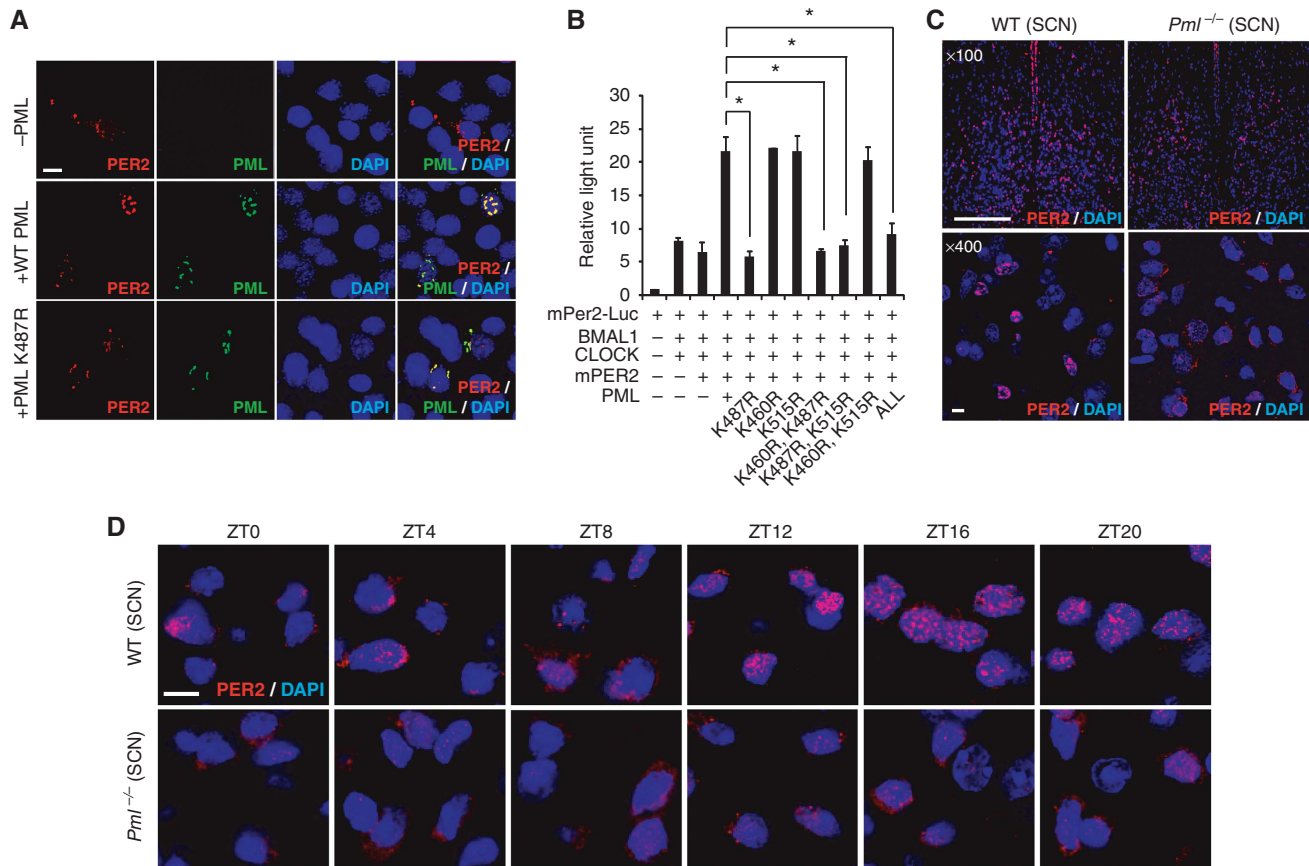 A
–PML
PER2
PML
DAPI
PER2 /
PML / DAPI
+WT PML
PER2
PML
DAPI
PER2 /
PML / DAPI
+PML K487R
PER2
PML
DAPI
PER2 /
PML / DAPI
B
Relative light unit
30
25
20
15
10
5
0
* * * *
mPer2-Luc + + + + + + + + + + +
BMAL1 – + + + + + + + + + +
CLOCK – + + + + + + + + + +
mPER2 – – + + + + + + + + +
PML – – – + K487R K460R K515R K460R, K487R K487R, K515R K460R, K515R ALL
C
WT (SCN) Pml –/– (SCN)
×100
PER2 / DAPI PER2 / DAPI
×400
PER2 / DAPI PER2 / DAPI
D
ZT0 ZT4 ZT8 ZT12 ZT16 ZT20
WT (SCN)
PER2 / DAPI
Pml –/– (SCN)